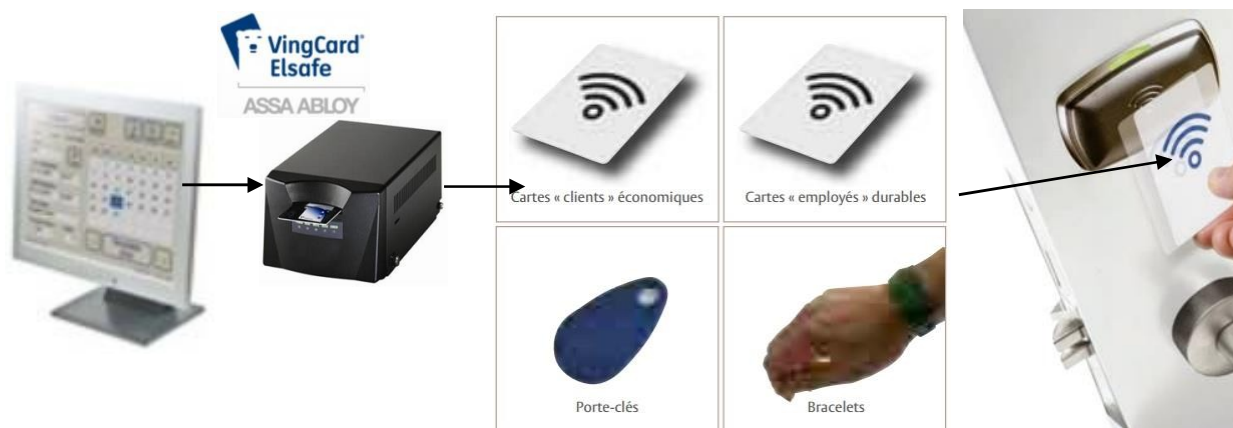 VingCard®
Elsafe
ASSA ABLOY
Cartes « clients » économiques
Cartes « employés » durables
Porte-clés
Bracelets